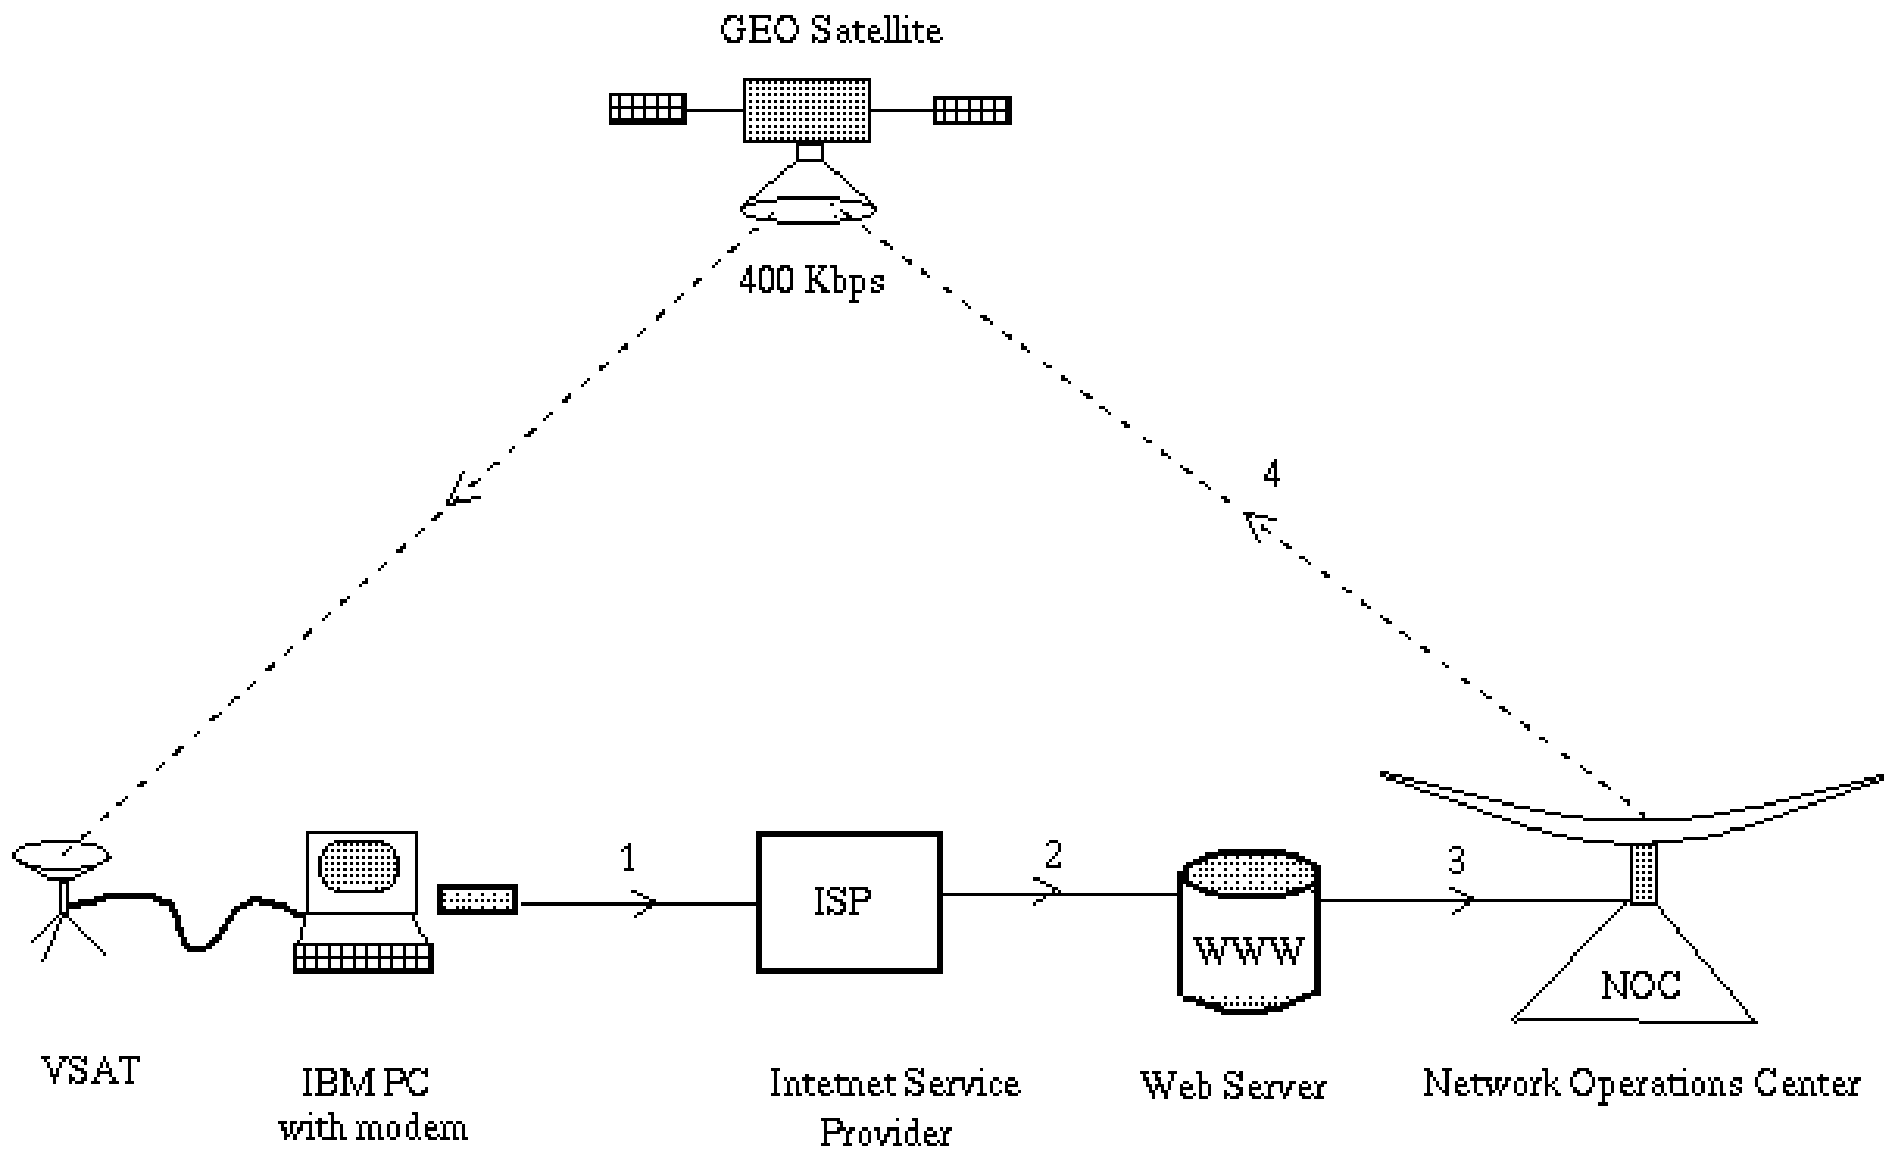 GEO Satellite
400 Kbps
4
1
2
3
ISP
WWW
NOC
VSAT
IBM PC
with modem
Intetnet Service
Provider
Web Server
Network Operations Center